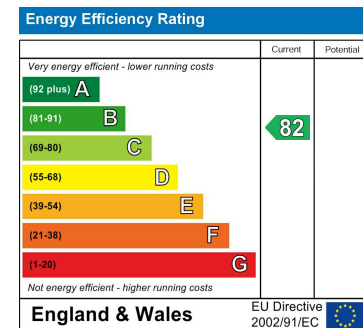 Energy Efficiency Rating
Current Potential
Very energy efficient - lower running costs
(92 plus) A
(81-91) B
82
(69-80) C
(55-68) D
(39-54) E
(21-38) F
(1-20) G
Not energy efficient - higher running costs
England & Wales
EU Directive
2002/91/EC